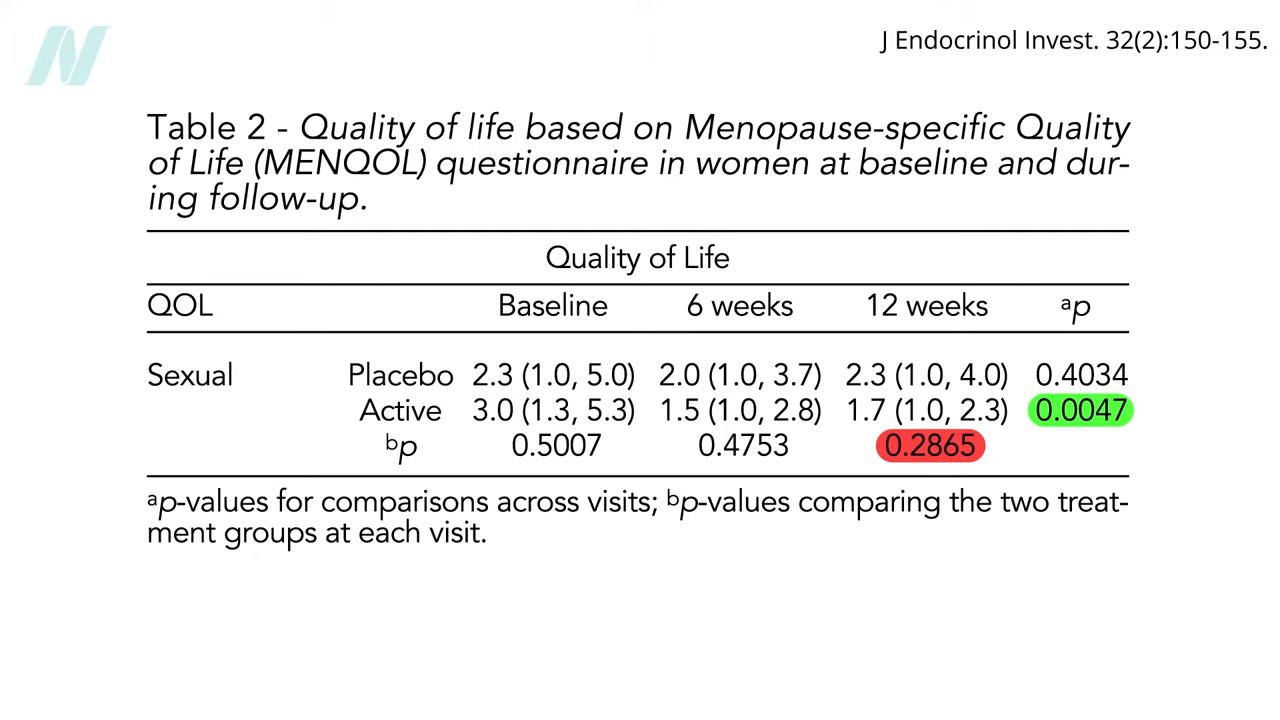 J Endocrinol Invest. 32(2):150-155.
Table 2 - Quality of life based on Menopause-specific Quality
of Life (MENQOL) questionnaire in women at baseline and dur-
ing follow-up.
Quality of Life
QOL Baseline 6 weeks 12 weeks ap
Sexual Placebo 2.3 (1.0, 5.0) 2.0 (1.0, 3.7) 2.3 (1.0, 4.0) 0.4034
Active 3.0 (1.3, 5.3) 1.5 (1.0, 2.8) 1.7 (1.0, 2.3) 0.0047
bp 0.5007 0.4753 0.2865
ap-values for comparisons across visits; bp-values comparing the two treat-
ment groups at each visit.